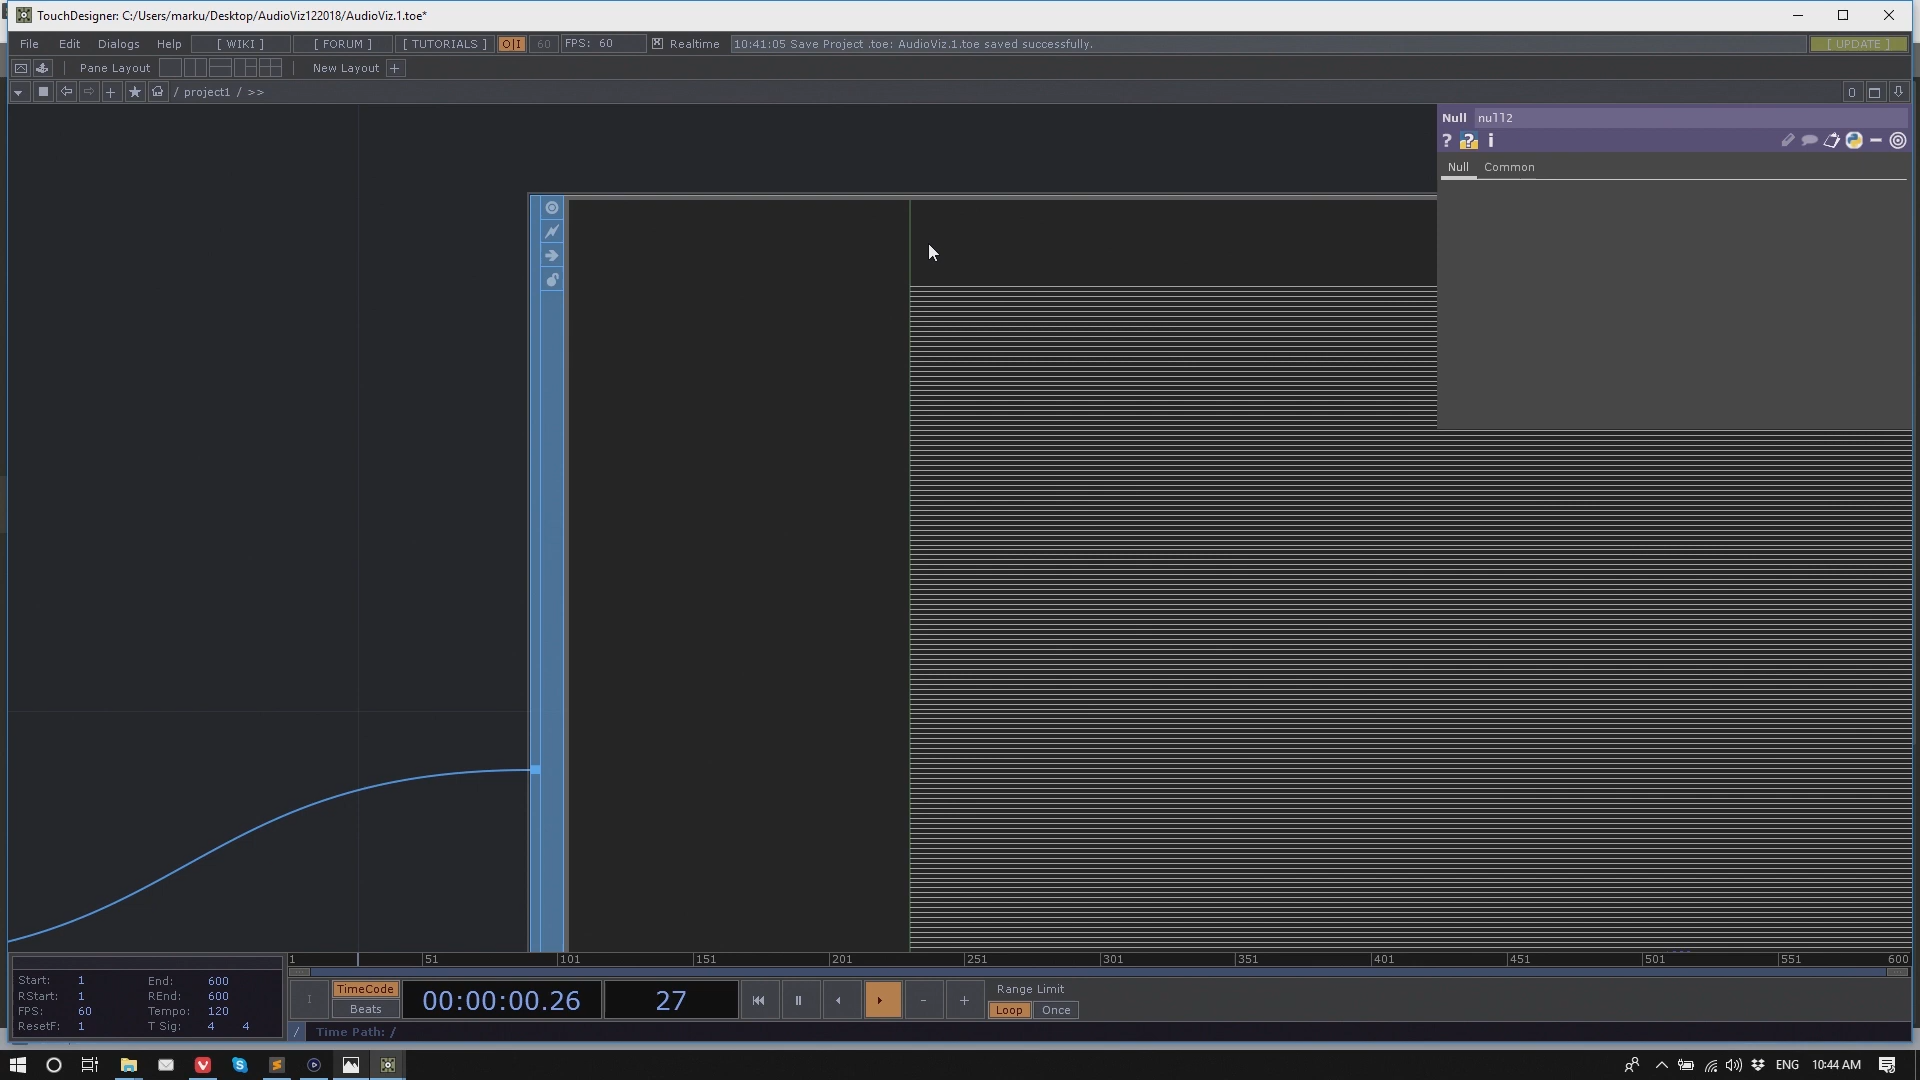 TouchDesigner: C:/Users/marku/Desktop/AudioViz122018/AudioViz.1.toe*
File Edit Dialogs Help [ WIKI ] [ FORUM ] [ TUTORIALS ] O|I 60 FPS: 60 Realtime 10:41:05 Save Project .toe: AudioViz.1.toe saved successfully. [ UPDATE ]
Pane Layout New Layout +
/ project1 / >> 0
Null null2
? ? i
Null Common
1 51 101 151 201 251 301 351 401 451 501 551 600
Start: 1 End: 600
RStart: 1 REnd: 600
FPS: 60 Tempo: 120
ResetF: 1 T Sig: 4 4
TimeCode
Beats
00:00:00.26 27 - +
Range Limit
Loop Once
/ Time Path: /
ENG 10:44 AM